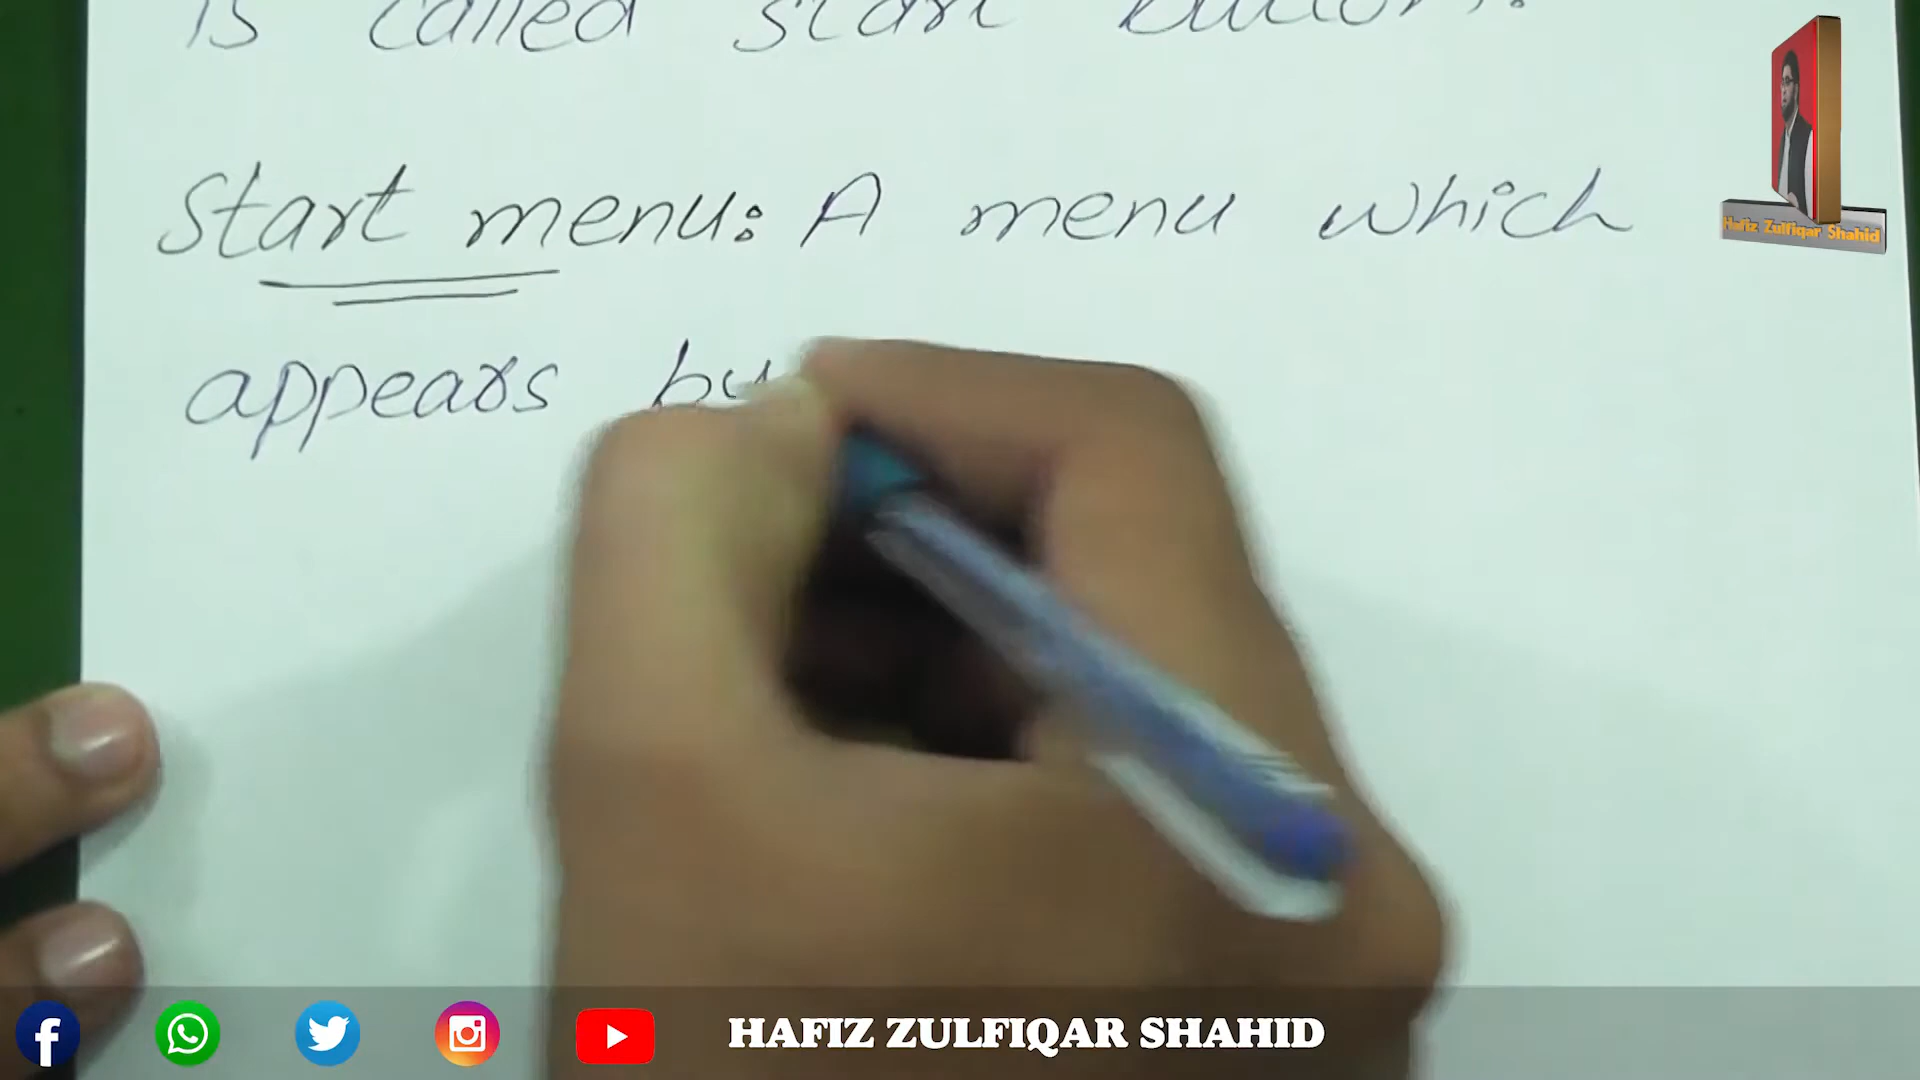 is called start button.
Start menu: A menu which
appears by
Hafiz Zulfiqar Shahid
HAFIZ ZULFIQAR SHAHID